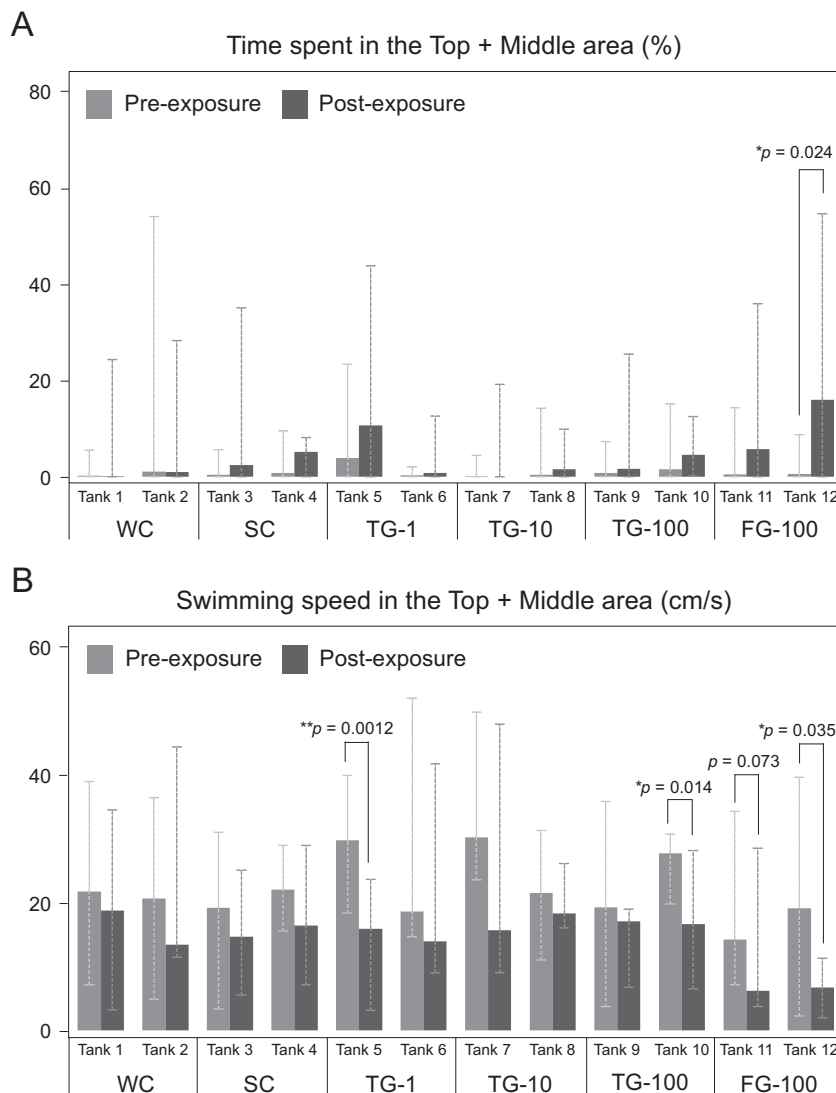 A
Time spent in the Top + Middle area (%)
80
Pre-exposure Post-exposure
*p = 0.024
60
40
20
0
Tank 1 Tank 2 Tank 3 Tank 4 Tank 5 Tank 6 Tank 7 Tank 8 Tank 9 Tank 10 Tank 11 Tank 12
WC SC TG-1 TG-10 TG-100 FG-100
B
Swimming speed in the Top + Middle area (cm/s)
60
Pre-exposure Post-exposure
**p = 0.0012
*p = 0.035
p = 0.073
*p = 0.014
40
20
0
Tank 1 Tank 2 Tank 3 Tank 4 Tank 5 Tank 6 Tank 7 Tank 8 Tank 9 Tank 10 Tank 11 Tank 12
WC SC TG-1 TG-10 TG-100 FG-100